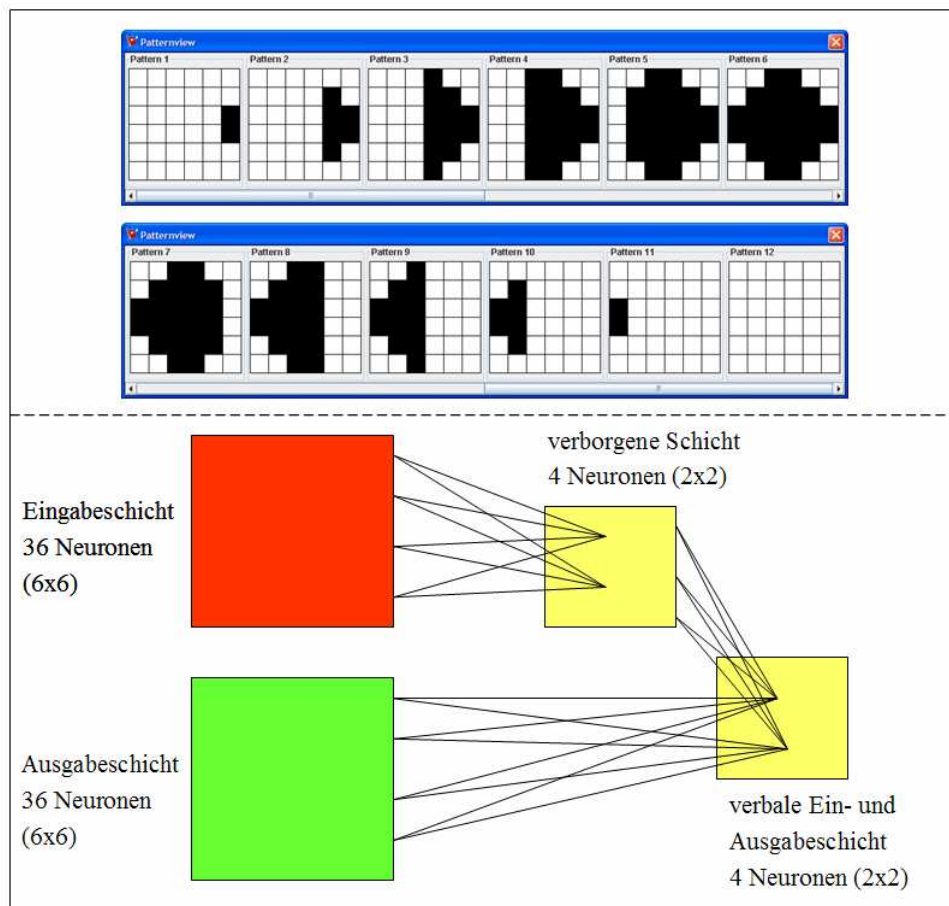 Patternview
Pattern 1
Pattern 2
Pattern 3
Pattern 4
Pattern 5
Pattern 6
Patternview
Pattern 7
Pattern 8
Pattern 9
Pattern 10
Pattern 11
Pattern 12
verborgene Schicht
4 Neuronen (2x2)
Eingabeschicht
36 Neuronen
(6x6)
Ausgabeschicht
36 Neuronen
(6x6)
verbale Ein- und
Ausgabeschicht
4 Neuronen (2x2)